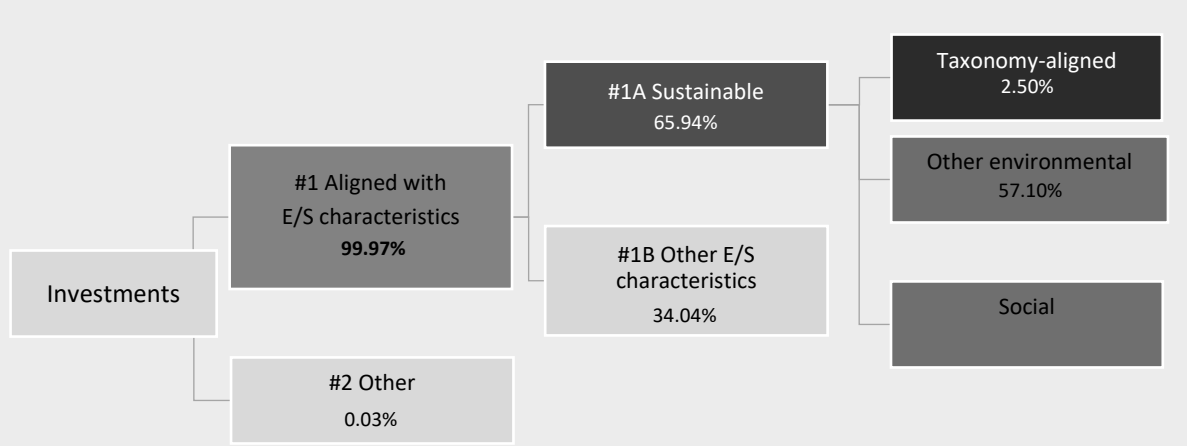 Investments
#1 Aligned with
E/S characteristics
99.97%
#2 Other
0.03%
#1A Sustainable
65.94%
#1B Other E/S
characteristics
34.04%
Taxonomy-aligned
2.50%
Other environmental
57.10%
Social